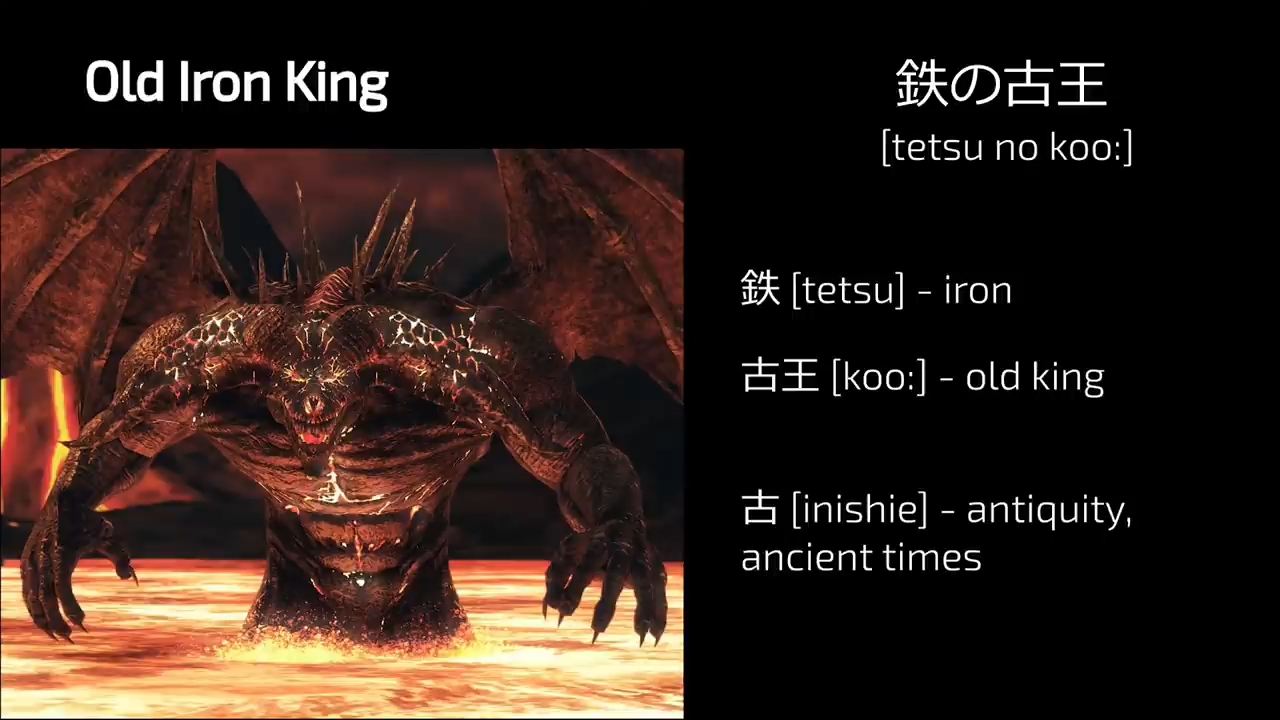 Old Iron King
鉄の古王
[tetsu no koo:]
鉄 [tetsu] - iron
古王 [koo:] - old king
古 [inishie] - antiquity,
ancient times